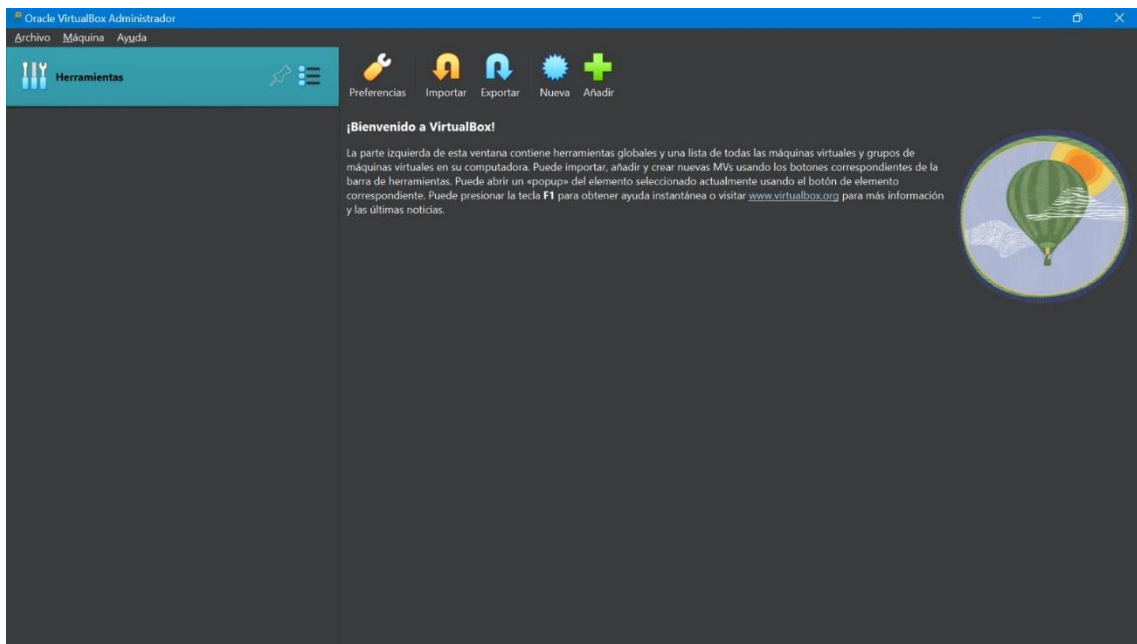 Oracle VirtualBox Administrador
Archivo Máquina Ayuda
Herramientas
Preferencias Importar Exportar Nueva Añadir
¡Bienvenido a VirtualBox!
La parte izquierda de esta ventana contiene herramientas globales y una lista de todas las máquinas virtuales y grupos de
máquinas virtuales en su computadora. Puede importar, añadir y crear nuevas MVs usando los botones correspondientes de la
barra de herramientas. Puede abrir un «popup» del elemento seleccionado actualmente usando el botón de elemento
correspondiente. Puede presionar la tecla F1 para obtener ayuda instantánea o visitar www.virtualbox.org para más información
y las últimas noticias.